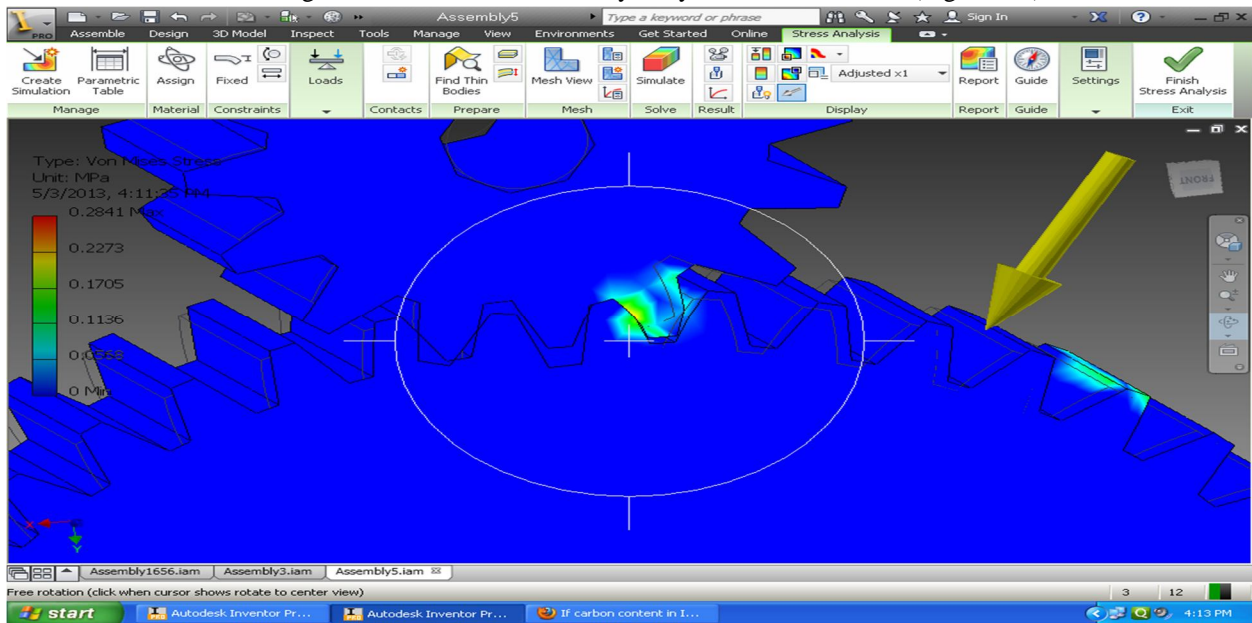 PRO
Assembly5
Type a keyword or phrase
Sign In
Assemble Design 3D Model Inspect Tools Manage View Environments Get Started Online Stress Analysis
Create Simulation
Parametric Table
Assign
Fixed
Loads
Find Thin Bodies
Mesh View
Simulate
Adjusted x1
Report
Guide
Settings
Finish Stress Analysis
Manage Material Constraints Contacts Prepare Mesh Solve Result Display Report Guide Exit
Type: Von Mises Stress
Unit: MPa
5/3/2013, 4:11:35 PM
0.2841 Max
0.2273
0.1705
0.1136
0.0568
0 Min
FRONT
X
Y
Assembly1656.iam Assembly3.iam Assembly5.iam
Free rotation (click when cursor shows rotate to center view) 3 12
start Autodesk Inventor Pr... Autodesk Inventor Pr... If carbon content in I... 4:13 PM